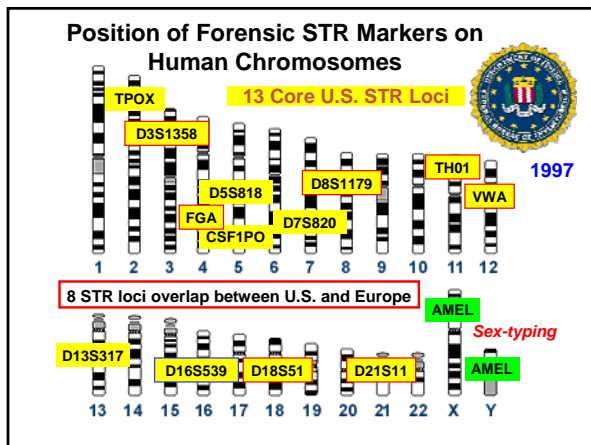 Position of Forensic STR Markers on
Human Chromosomes
13 Core U.S. STR Loci
1997
TPOX
D3S1358
TH01
D8S1179
VWA
D5S818
FGA
D7S820
CSF1PO
1 2 3 4 5 6 7 8 9 10 11 12
8 STR loci overlap between U.S. and Europe
AMEL
Sex-typing
D13S317
D16S539
D18S51
D21S11
AMEL
13 14 15 16 17 18 19 20 21 22 X Y